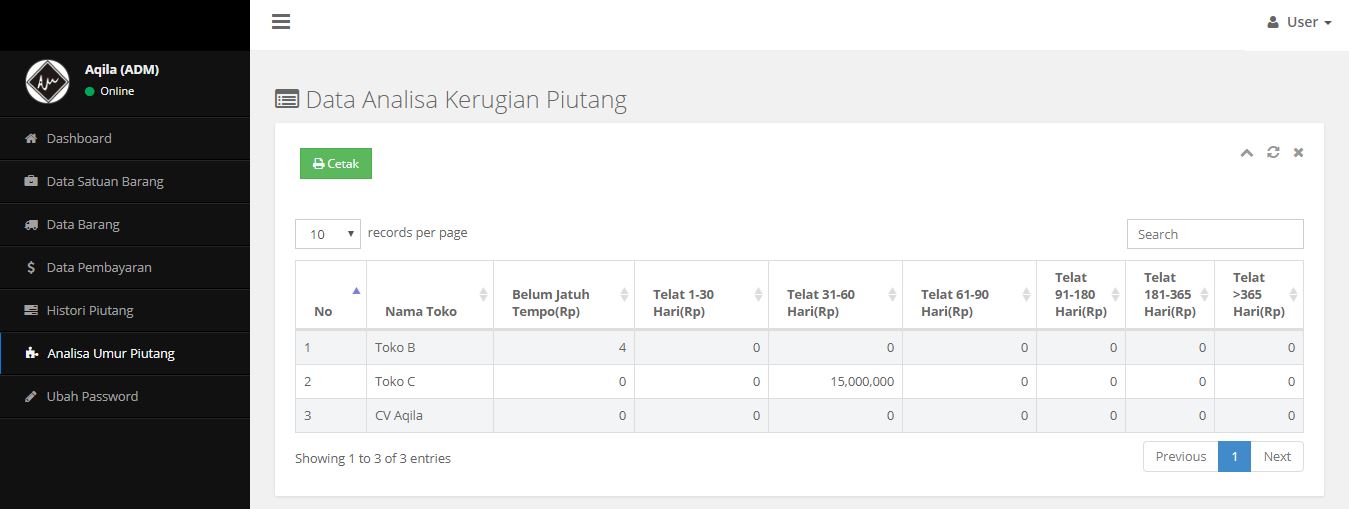 User
Aqila (ADM)
Online
Dashboard
Data Satuan Barang
Data Barang
Data Pembayaran
Histori Piutang
Analisa Umur Piutang
Ubah Password
Data Analisa Kerugian Piutang
Cetak
10 records per page
Search
No Nama Toko Belum Jatuh Tempo(Rp) Telat 1-30 Hari(Rp) Telat 31-60 Hari(Rp) Telat 61-90 Hari(Rp) Telat 91-180 Hari(Rp) Telat 181-365 Hari(Rp) Telat >365 Hari(Rp)
1 Toko B 4 0 0 0 0 0 0
2 Toko C 0 0 15,000,000 0 0 0 0
3 CV Aqila 0 0 0 0 0 0 0
Showing 1 to 3 of 3 entries
Previous 1 Next